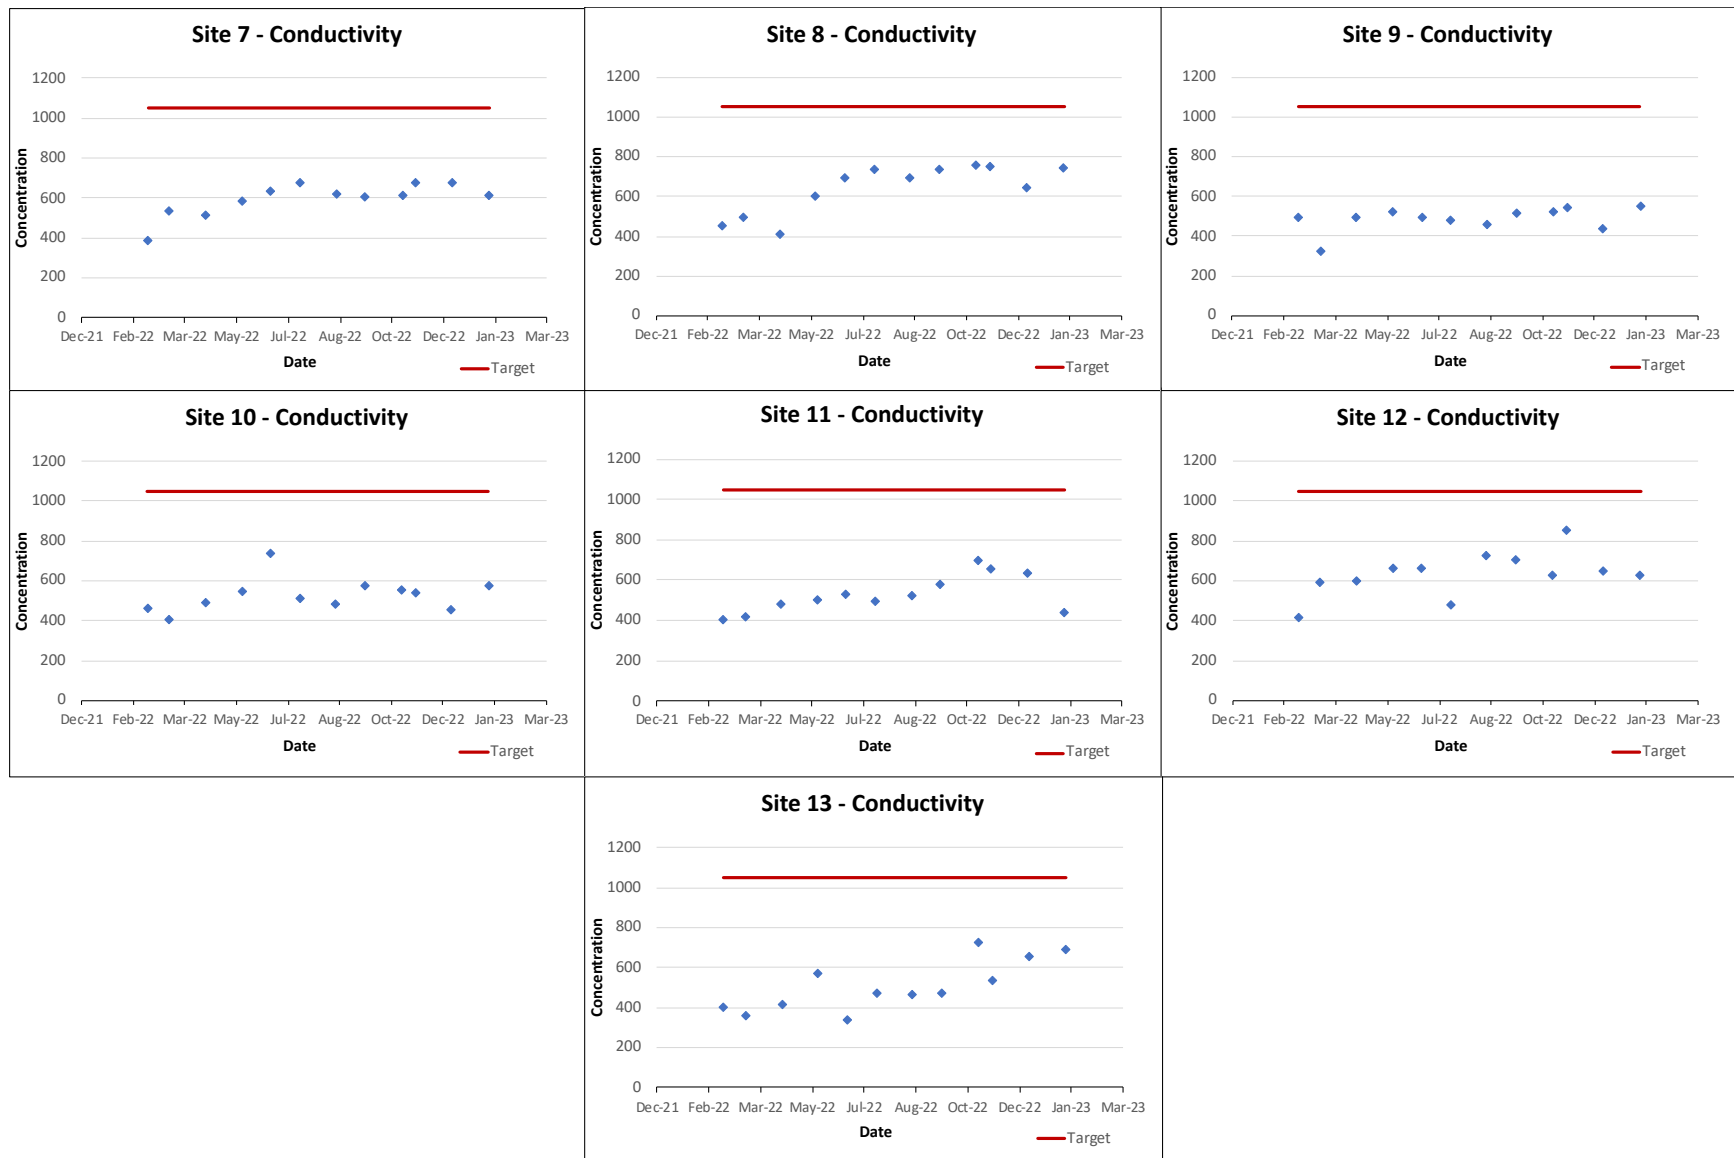 Site 7 - Conductivity
1200
1000
800
600
400
200
0
Concentration
Dec-21 Feb-22 Mar-22 May-22 Jul-22 Aug-22 Oct-22 Dec-22 Jan-23 Mar-23
Date
Target
Site 8 - Conductivity
1200
1000
800
600
400
200
0
Concentration
Dec-21 Feb-22 Mar-22 May-22 Jul-22 Aug-22 Oct-22 Dec-22 Jan-23 Mar-23
Date
Target
Site 9 - Conductivity
1200
1000
800
600
400
200
0
Concentration
Dec-21 Feb-22 Mar-22 May-22 Jul-22 Aug-22 Oct-22 Dec-22 Jan-23 Mar-23
Date
Target
Site 10 - Conductivity
1200
1000
800
600
400
200
0
Concentration
Dec-21 Feb-22 Mar-22 May-22 Jul-22 Aug-22 Oct-22 Dec-22 Jan-23 Mar-23
Date
Target
Site 11 - Conductivity
1200
1000
800
600
400
200
0
Concentration
Dec-21 Feb-22 Mar-22 May-22 Jul-22 Aug-22 Oct-22 Dec-22 Jan-23 Mar-23
Date
Target
Site 12 - Conductivity
1200
1000
800
600
400
200
0
Concentration
Dec-21 Feb-22 Mar-22 May-22 Jul-22 Aug-22 Oct-22 Dec-22 Jan-23 Mar-23
Date
Target
Site 13 - Conductivity
1200
1000
800
600
400
200
0
Concentration
Dec-21 Feb-22 Mar-22 May-22 Jul-22 Aug-22 Oct-22 Dec-22 Jan-23 Mar-23
Date
Target